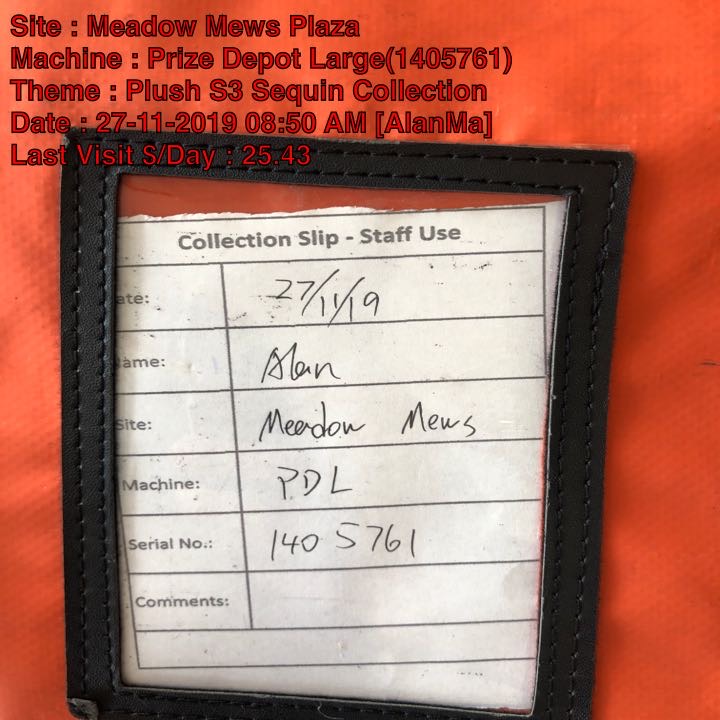 Site : Meadow Mews Plaza
Machine : Prize Depot Large(1405761)
Theme : Plush S3 Sequin Collection
Date : 27-11-2019 08:50 AM [AlanMa]
Last Visit $/Day : 25.43
Collection Slip - Staff Use
ate: 27/11/19
ame: Alan
Site: Meadow Mews
Machine: PDL
Serial No.: 1405761
Comments: